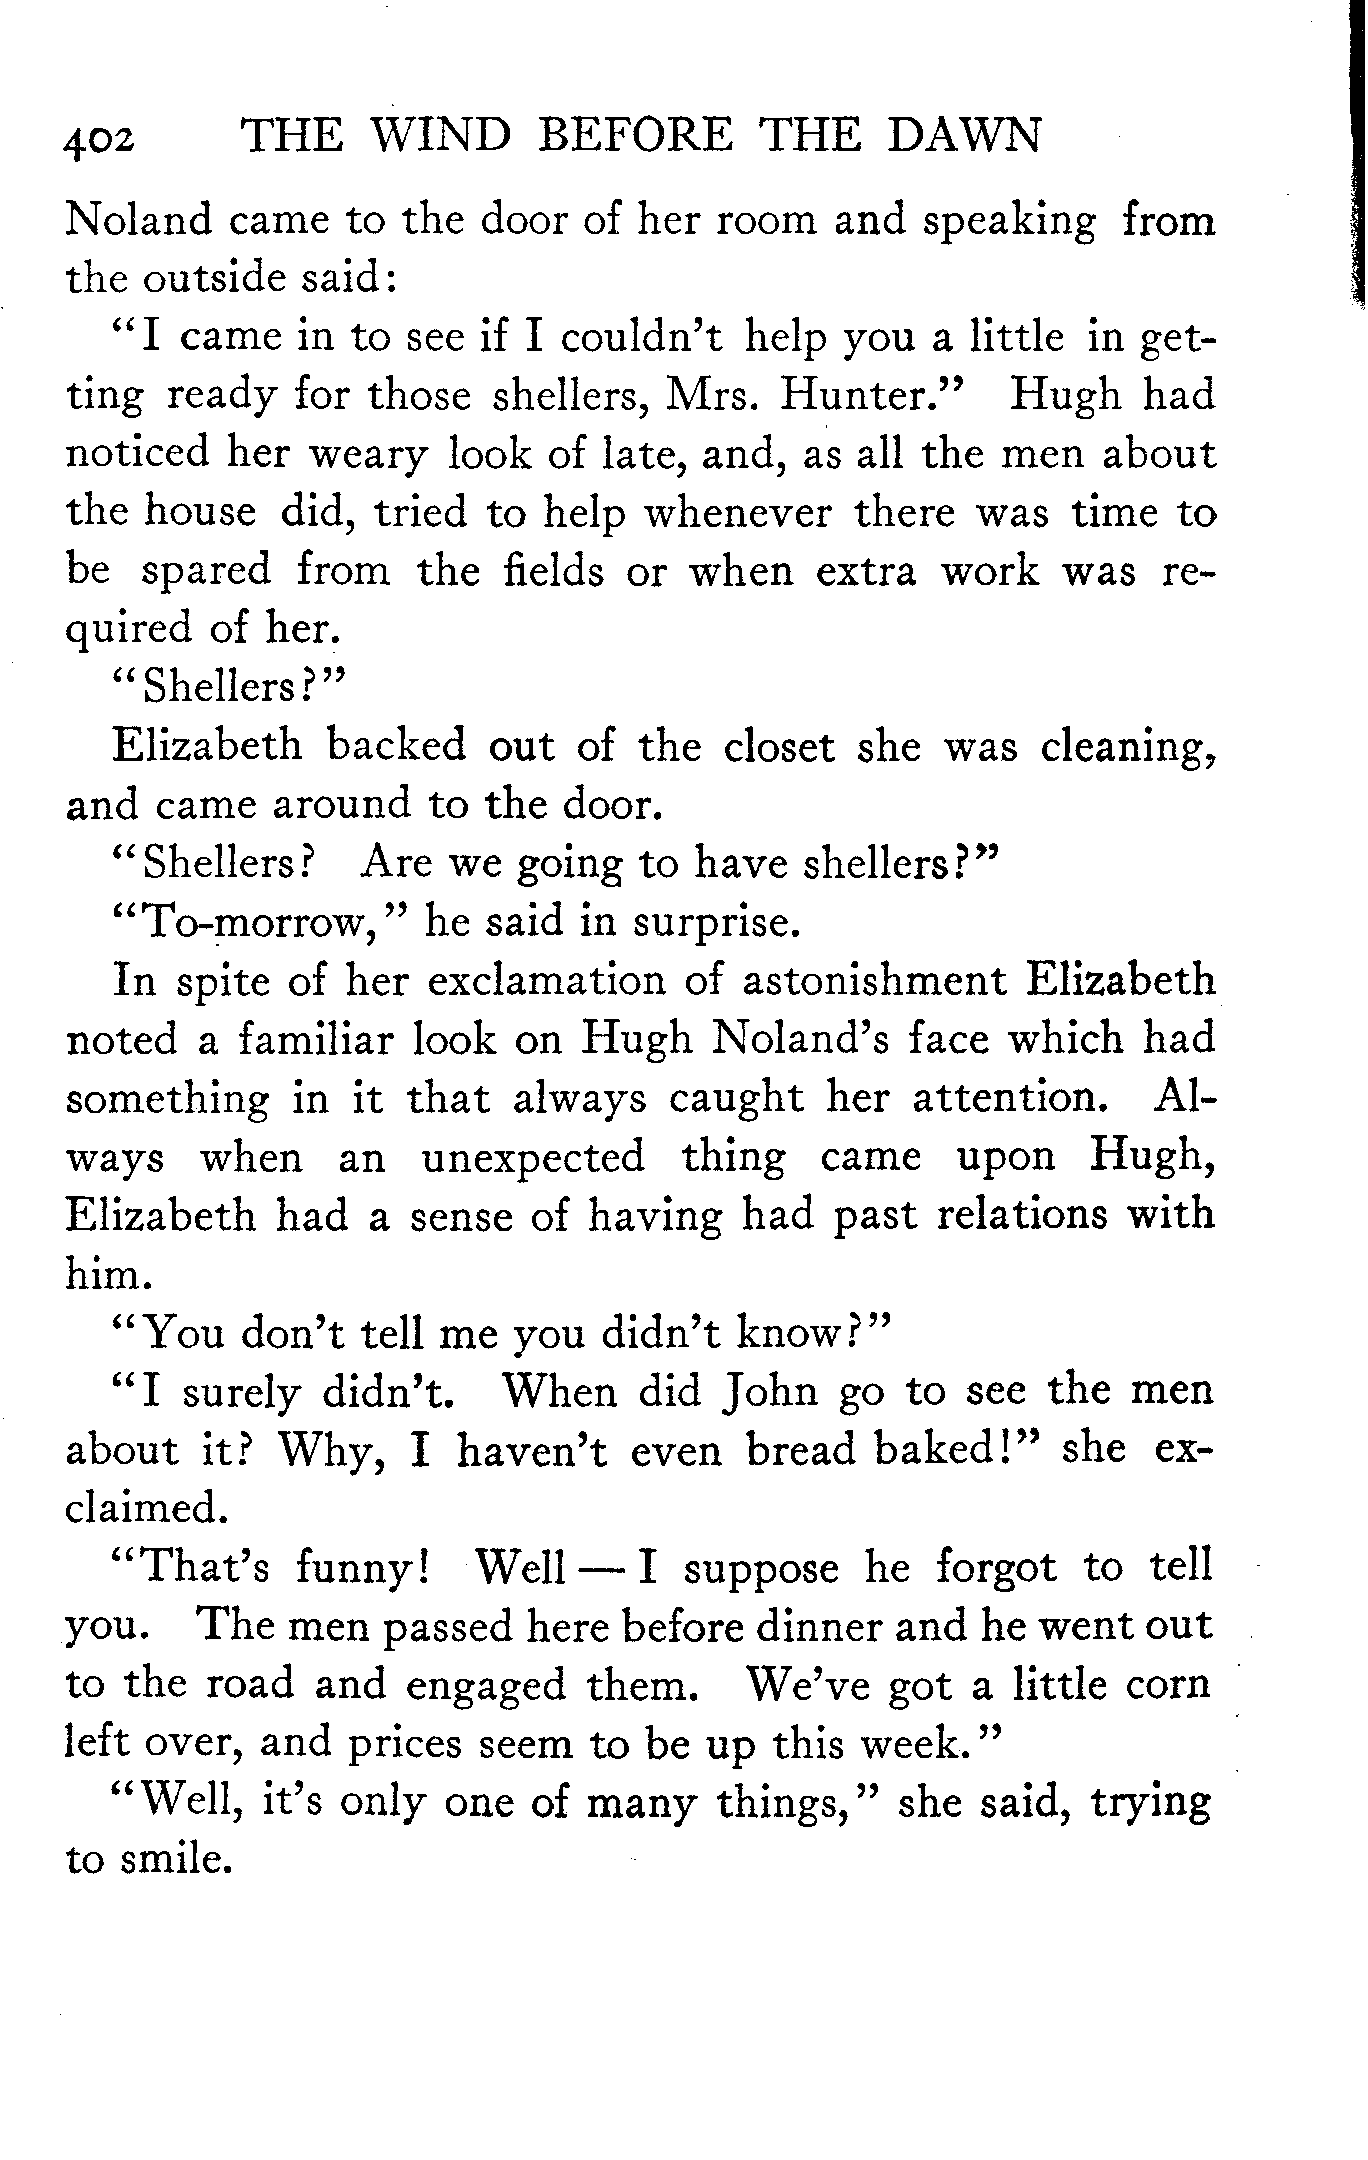 402 THE WIND BEFORE THE DAWN
Noland came to the door of her room and speaking from
the outside said:
"I came in to see if I couldn't help you a little in get-
ting ready for those shellers, Mrs. Hunter." Hugh had
noticed her weary look of late, and, as all the men about
the house did, tried to help whenever there was time to
be spared from the fields or when extra work was re-
quired of her.
"Shellers?"
Elizabeth backed out of the closet she was cleaning,
and came around to the door.
"Shellers? Are we going to have shellers?"
"To-morrow," he said in surprise.
In spite of her exclamation of astonishment Elizabeth
noted a familiar look on Hugh Noland's face which had
something in it that always caught her attention. Al-
ways when an unexpected thing came upon Hugh,
Elizabeth had a sense of having had past relations with
him.
"You don't tell me you didn't know?"
"I surely didn't. When did John go to see the men
about it? Why, I haven't even bread baked!" she ex-
claimed.
"That's funny! Well — I suppose he forgot to tell
you. The men passed here before dinner and he went out
to the road and engaged them. We've got a little corn
left over, and prices seem to be up this week."
"Well, it's only one of many things," she said, trying
to smile.